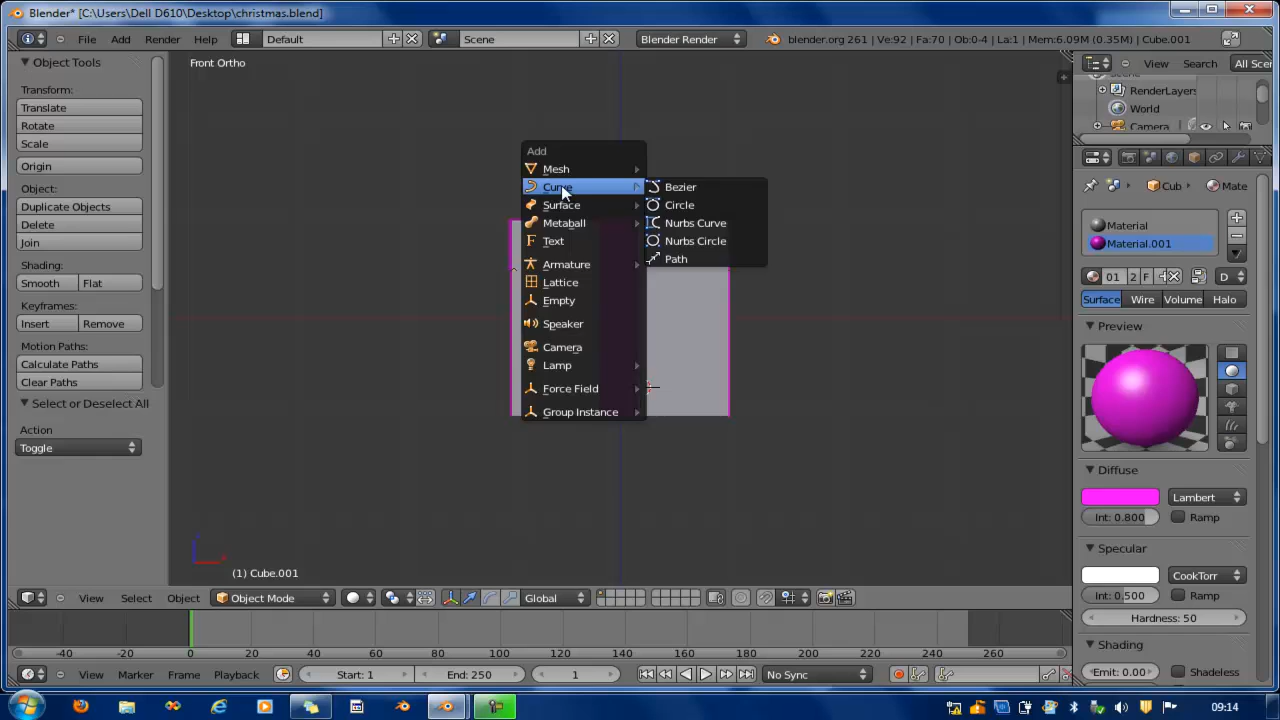 Blender* [C:\Users\Dell D610\Desktop\christmas.blend]
File Add Render Help Default Scene Blender Render blender.org 261 | Ve:92 | Fa:70 | Ob:0-4 | La:1 | Mem:6.09M (0.35M) | Cube.001
Object Tools
Transform:
Translate
Rotate
Scale
Origin
Object:
Duplicate Objects
Delete
Join
Shading:
Smooth Flat
Keyframes:
Insert Remove
Motion Paths:
Calculate Paths
Clear Paths
Select or Deselect All
Action
Toggle
Front Ortho
Add
Mesh
Curve
Surface
Metaball
Text
Armature
Lattice
Empty
Speaker
Camera
Lamp
Force Field
Group Instance
Bezier
Circle
Nurbs Curve
Nurbs Circle
Path
(1) Cube.001
View Select Object Object Mode Global
-40 -20 0 20 40 60 80 100 120 140 160 180 200 220 240 260
View Marker Frame Playback Start: 1 End: 250 1 No Sync
View Search All Scen
RenderLayers
World
Camera
Cub Mate
Material
Material.001
01 2 F D
Surface Wire Volume Halo
Preview
Diffuse
Lambert
Int: 0.800 Ramp
Specular
CookTorr
Int: 0.500 Ramp
Hardness: 50
Shading
Emit: 0.00 Shadeless
09:14